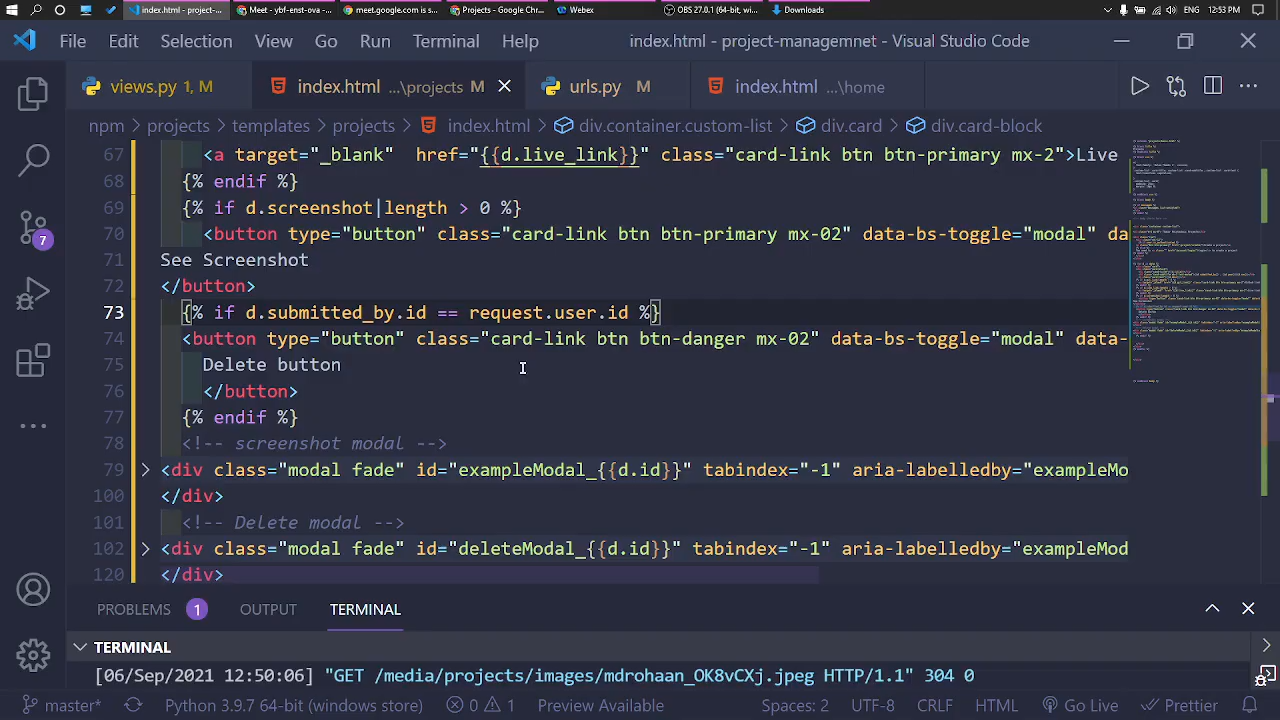 index.html - project-...
Meet - ybf-enst-ova ...
meet.google.com is s...
Projects - Google Chr...
Webex
OBS 27.0.1 (64-bit, wi...
Downloads
ENG
12:53 PM
File Edit Selection View Go Run Terminal Help
index.html - project-managemnet - Visual Studio Code
views.py 1, M
index.html ...\projects M
urls.py M
index.html ...\home
npm > projects > templates > projects > index.html > div.container.custom-list > div.card > div.card-block
67 <a target="_blank" href="{{d.live_link}}" class="card-link btn btn-primary mx-2">Live
68 {% endif %}
69 {% if d.screenshot|length > 0 %}
70 <button type="button" class="card-link btn btn-primary mx-02" data-bs-toggle="modal" da
71 See Screenshot
72 </button>
73 {% if d.submitted_by.id == request.user.id %}
74 <button type="button" class="card-link btn btn-danger mx-02" data-bs-toggle="modal" data-
75 Delete button
76 </button>
77 {% endif %}
78 <!-- screenshot modal -->
79 <div class="modal fade" id="exampleModal_{{d.id}}" tabindex="-1" aria-labelledby="exampleMo
100 </div>
101 <!-- Delete modal -->
102 <div class="modal fade" id="deleteModal_{{d.id}}" tabindex="-1" aria-labelledby="exampleMod
120 </div>
7
PROBLEMS 1 OUTPUT TERMINAL
TERMINAL
[06/Sep/2021 12:50:06] "GET /media/projects/images/mdrohaan_OK8vCXj.jpeg HTTP/1.1" 304 0
master* Python 3.9.7 64-bit (windows store) 0 1 Preview Available Spaces: 2 UTF-8 CRLF HTML Go Live Prettier